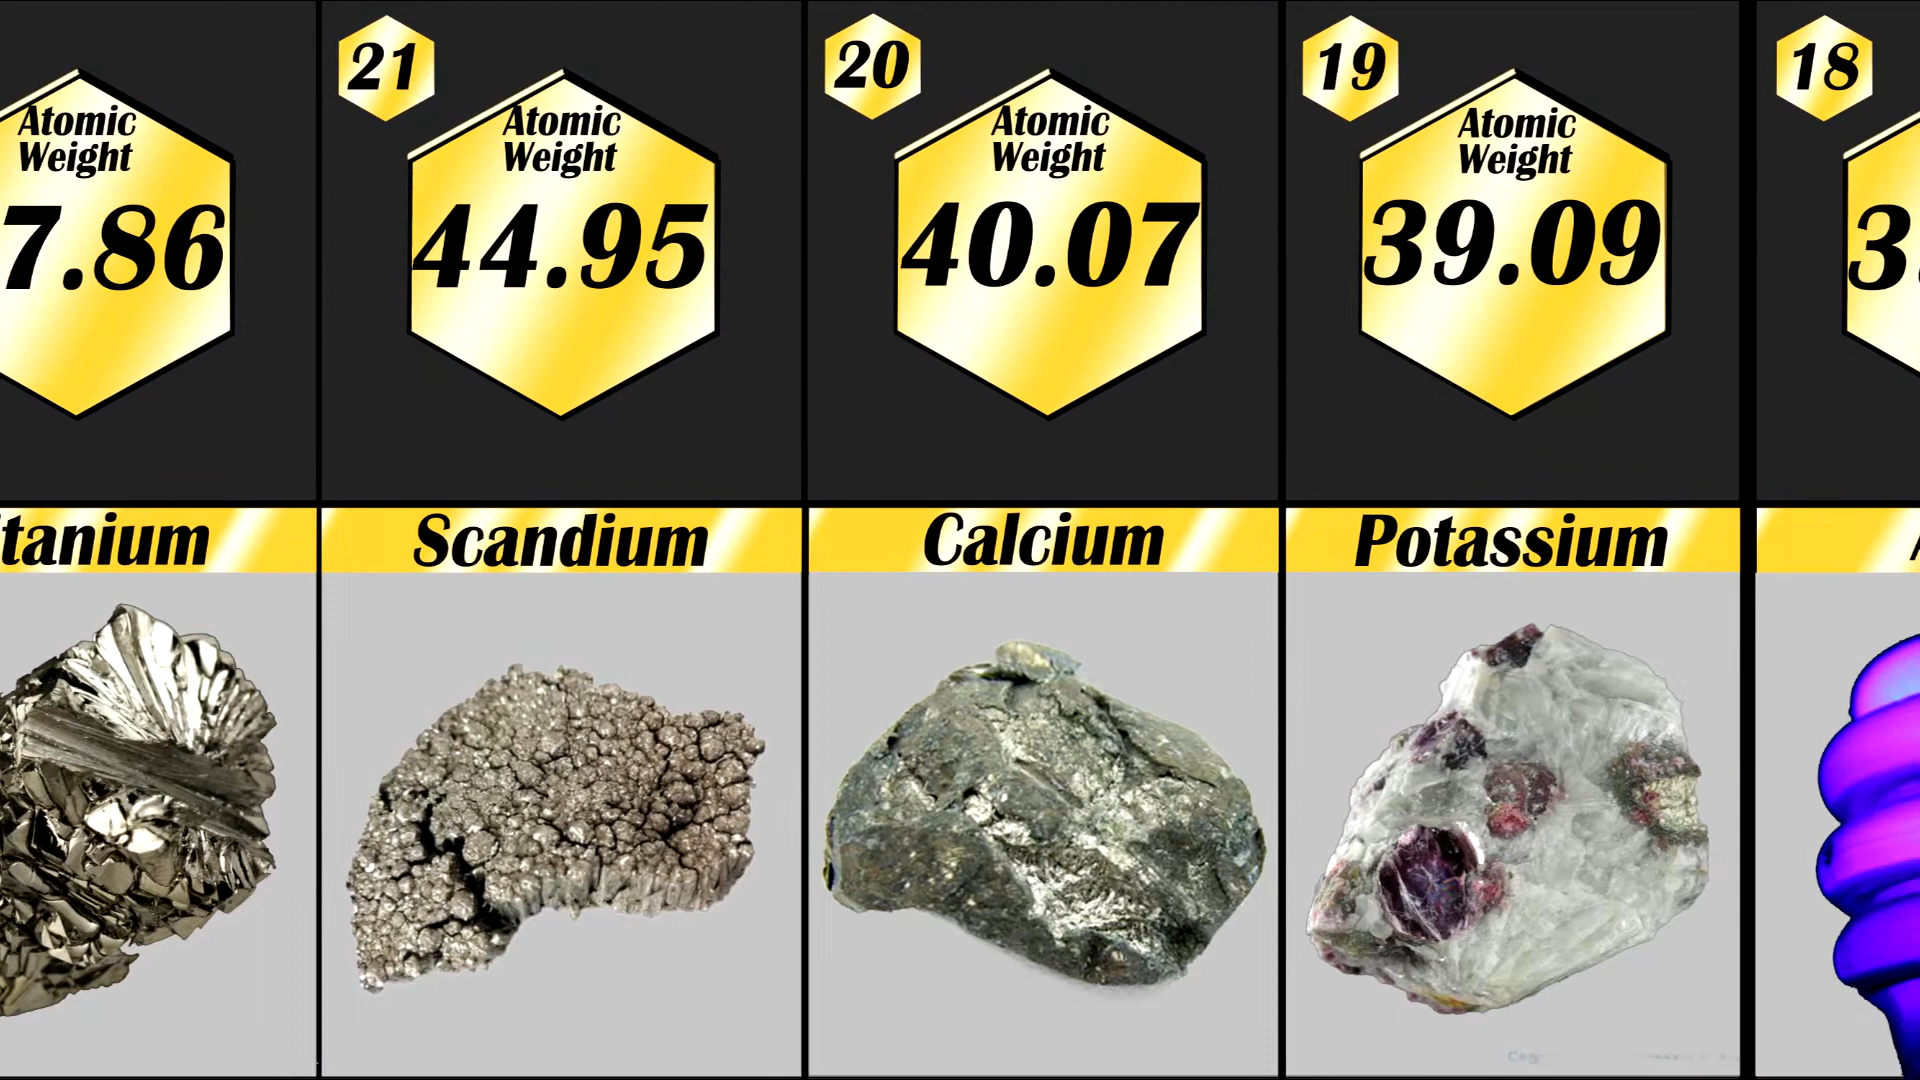 21
20
19
18
Atomic
Weight
7.86
Atomic
Weight
44.95
Atomic
Weight
40.07
Atomic
Weight
39.09
3
tanium
Scandium
Calcium
Potassium